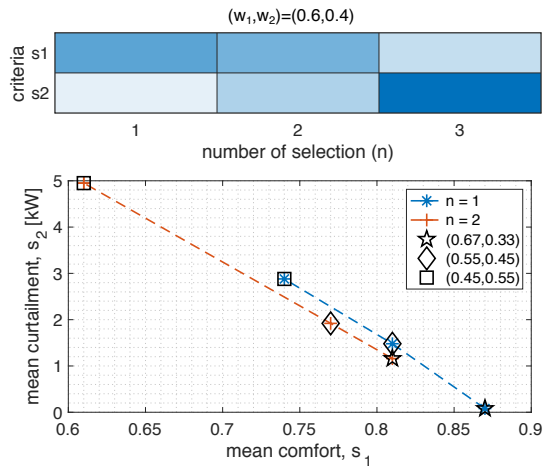 (w1,w2)=(0.6,0.4)
criteria
s1
s2
1 2 3
number of selection (n)
mean curtailment, s2 [kW]
5
4
3
2
1
0
n = 1
n = 2
(0.67,0.33)
(0.55,0.45)
(0.45,0.55)
0.6 0.65 0.7 0.75 0.8 0.85 0.9
mean comfort, s1